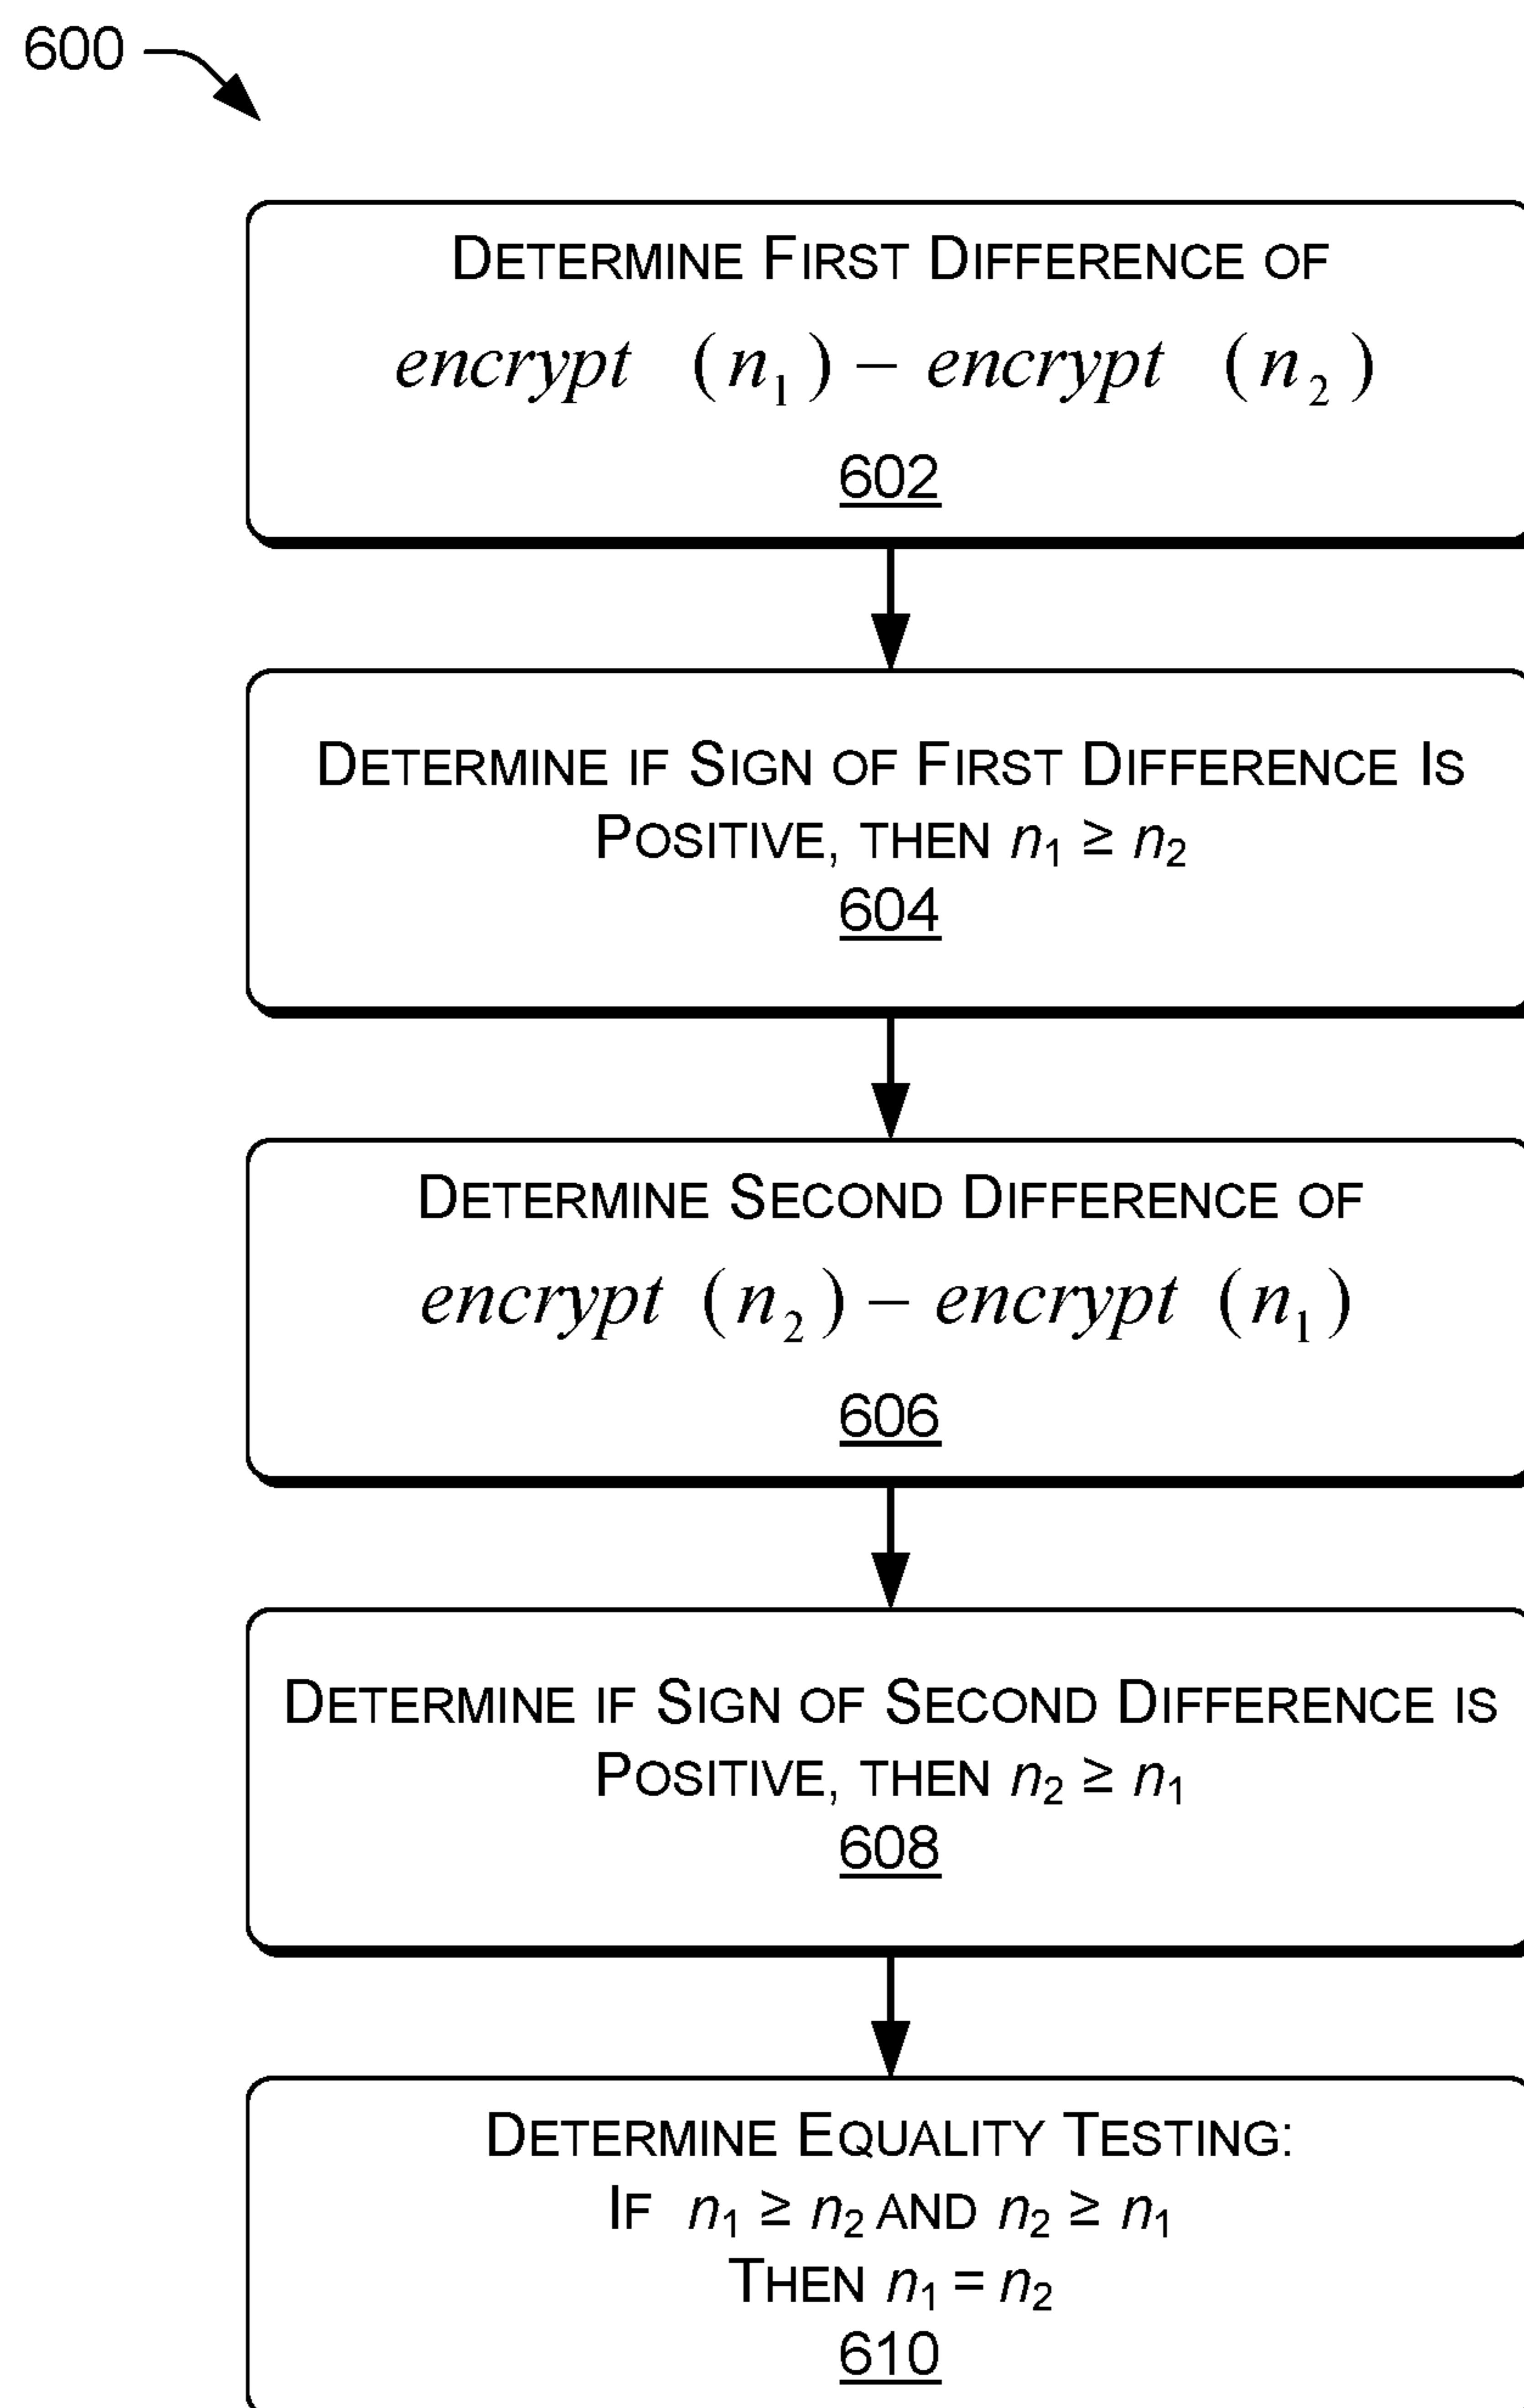 600
DETERMINE FIRST DIFFERENCE OF
encrypt (n₁) – encrypt (n₂)
602
DETERMINE IF SIGN OF FIRST DIFFERENCE IS
POSITIVE, THEN n₁ ≥ n₂
604
DETERMINE SECOND DIFFERENCE OF
encrypt (n₂) – encrypt (n₁)
606
DETERMINE IF SIGN OF SECOND DIFFERENCE IS
POSITIVE, THEN n₂ ≥ n₁
608
DETERMINE EQUALITY TESTING:
IF n₁ ≥ n₂ AND n₂ ≥ n₁
THEN n₁ = n₂
610